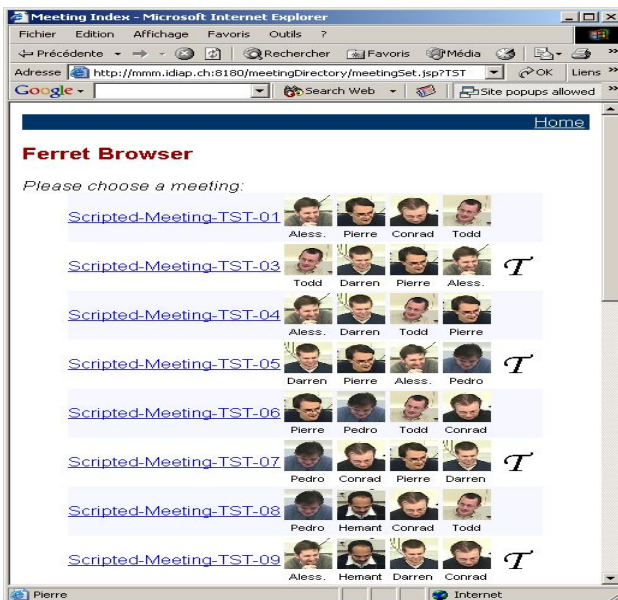 Meeting Index - Microsoft Internet Explorer
Fichier Edition Affichage Favoris Outils ?
Précédente Rechercher Favoris Média »
Adresse http://mmm.idiap.ch:8180/meetingDirectory/meetingSet.jsp?TST OK Liens »
Google Search Web Site popups allowed »
Home
Ferret Browser
Please choose a meeting:
Scripted-Meeting-TST-01
Aless. Pierre Conrad Todd
Scripted-Meeting-TST-03 T
Todd Darren Pierre Aless.
Scripted-Meeting-TST-04
Aless. Darren Todd Pierre
Scripted-Meeting-TST-05 T
Darren Pierre Aless. Pedro
Scripted-Meeting-TST-06
Pierre Pedro Todd Conrad
Scripted-Meeting-TST-07 T
Pedro Conrad Pierre Darren
Scripted-Meeting-TST-08
Pedro Hemant Conrad Todd
Scripted-Meeting-TST-09 T
Aless. Hemant Darren Conrad
Pierre Internet